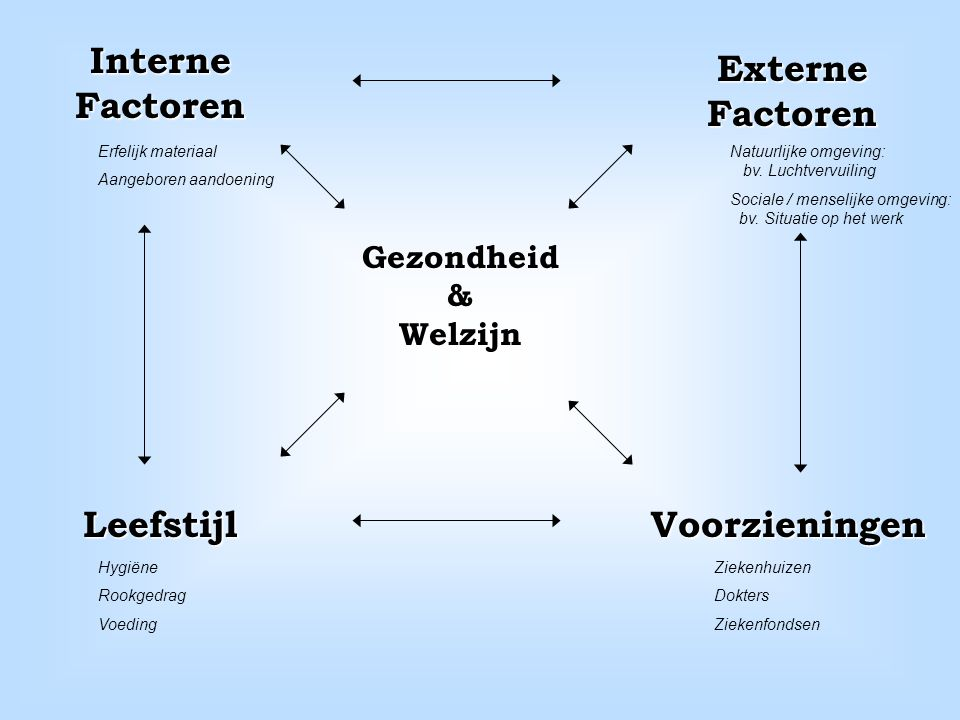 Interne
Factoren
Erfelijk materiaal
Aangeboren aandoening
Externe
Factoren
Natuurlijke omgeving:
bv. Luchtvervuiling
Sociale / menselijke omgeving:
bv. Situatie op het werk
Gezondheid
&
Welzijn
Leefstijl
Hygiëne
Rookgedrag
Voeding
Voorzieningen
Ziekenhuizen
Dokters
Ziekenfondsen